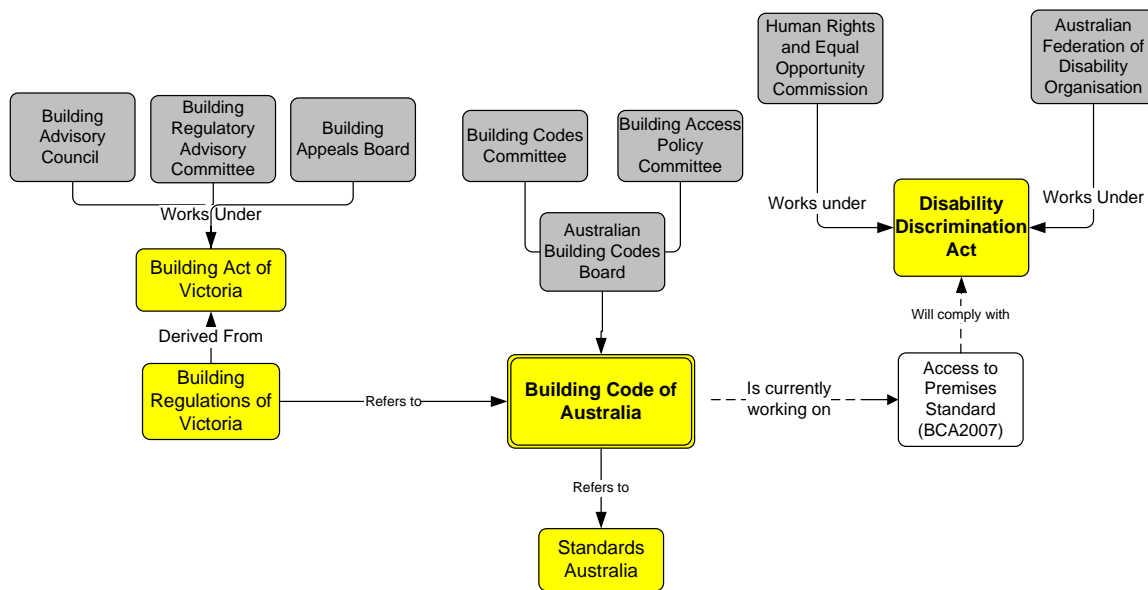 Human Rights
and Equal
Opportunity
Commission
Australian
Federation of
Disability
Organisation
Building
Advisory
Council
Building
Regulatory
Advisory
Committee
Building
Appeals Board
Building Codes
Committee
Building Access
Policy
Committee
Works Under
Australian
Building Codes
Board
Works under
Disability
Discrimination
Act
Works Under
Building Act of
Victoria
Will comply with
Derived From
Building
Regulations of
Victoria
Refers to
Building Code of
Australia
Is currently
working on
Access to
Premises
Standard
(BCA2007)
Refers to
Standards
Australia